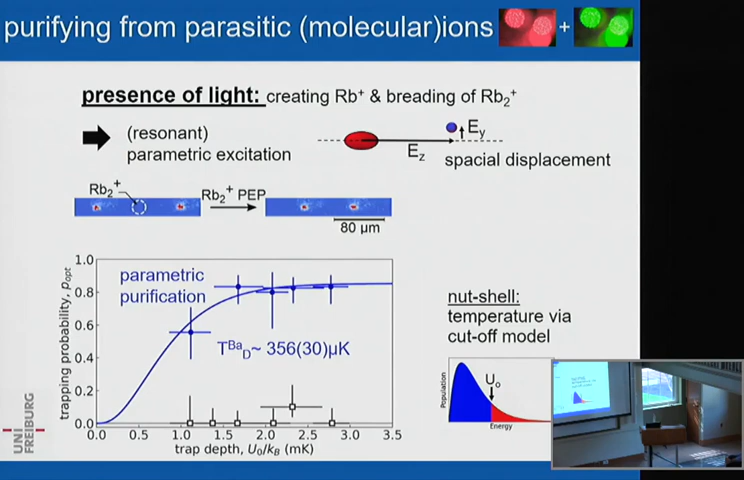 purifying from parasitic (molecular)ions
+
presence of light: creating Rb⁺ & breading of Rb₂⁺
(resonant)
parametric excitation
E_z
E_y
spacial displacement
Rb₂⁺
Rb₂⁺ PEP
80 µm
parametric
purification
T^Ba_D ~ 356(30)µK
trapping probability, p_opt
1.0
0.8
0.6
0.4
0.2
0.0
0.0 0.5 1.0 1.5 2.0 2.5 3.0 3.5
trap depth, U₀/k_B (mK)
nut-shell:
temperature via
cut-off model
Population
U₀
Energy
UNI
FREIBURG